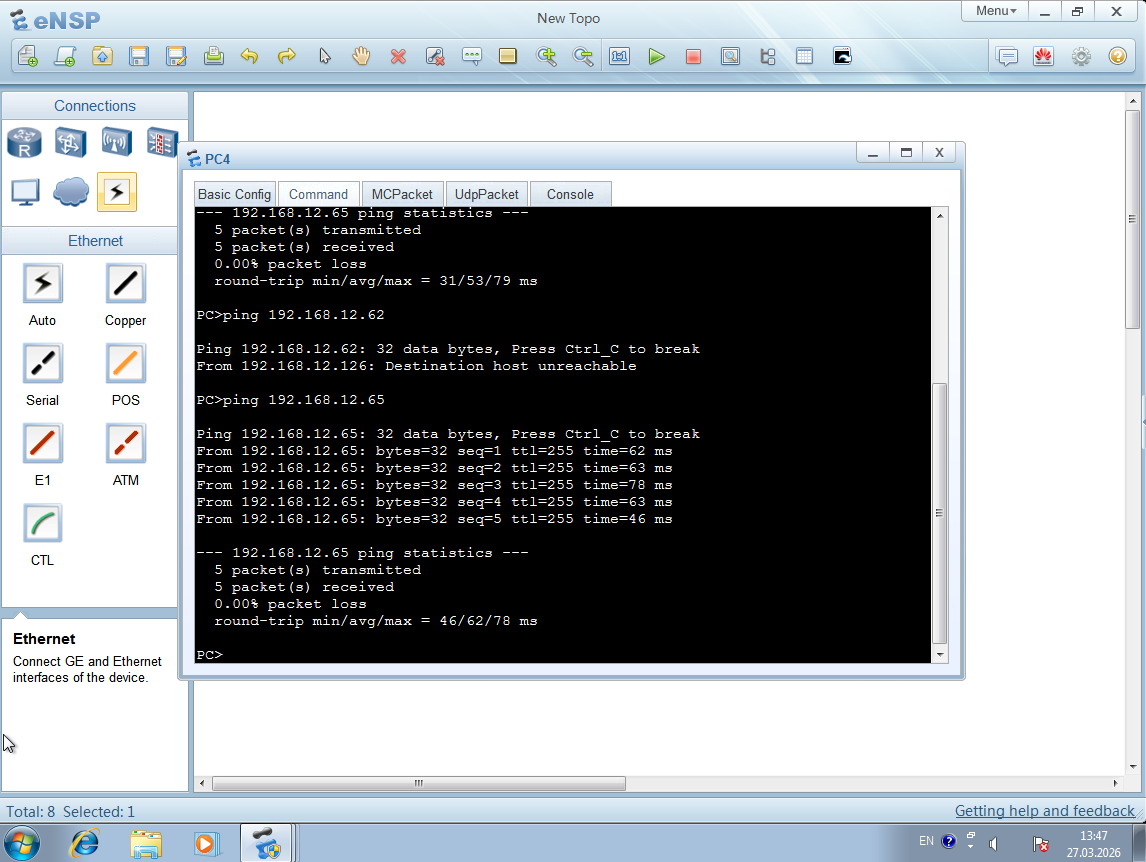 eNSP
New Topo
Menu
Connections
Ethernet
Auto
Copper
Serial
POS
E1
ATM
CTL
Ethernet
Connect GE and Ethernet
interfaces of the device.
PC4
Basic Config
Command
MCPacket
UdpPacket
Console
--- 192.168.12.65 ping statistics ---
5 packet(s) transmitted
5 packet(s) received
0.00% packet loss
round-trip min/avg/max = 31/53/79 ms
PC>ping 192.168.12.62
Ping 192.168.12.62: 32 data bytes, Press Ctrl_C to break
From 192.168.12.126: Destination host unreachable
PC>ping 192.168.12.65
Ping 192.168.12.65: 32 data bytes, Press Ctrl_C to break
From 192.168.12.65: bytes=32 seq=1 ttl=255 time=62 ms
From 192.168.12.65: bytes=32 seq=2 ttl=255 time=63 ms
From 192.168.12.65: bytes=32 seq=3 ttl=255 time=78 ms
From 192.168.12.65: bytes=32 seq=4 ttl=255 time=63 ms
From 192.168.12.65: bytes=32 seq=5 ttl=255 time=46 ms
--- 192.168.12.65 ping statistics ---
5 packet(s) transmitted
5 packet(s) received
0.00% packet loss
round-trip min/avg/max = 46/62/78 ms
PC>
Total: 8 Selected: 1
Getting help and feedback
EN
13:47
27.03.2026